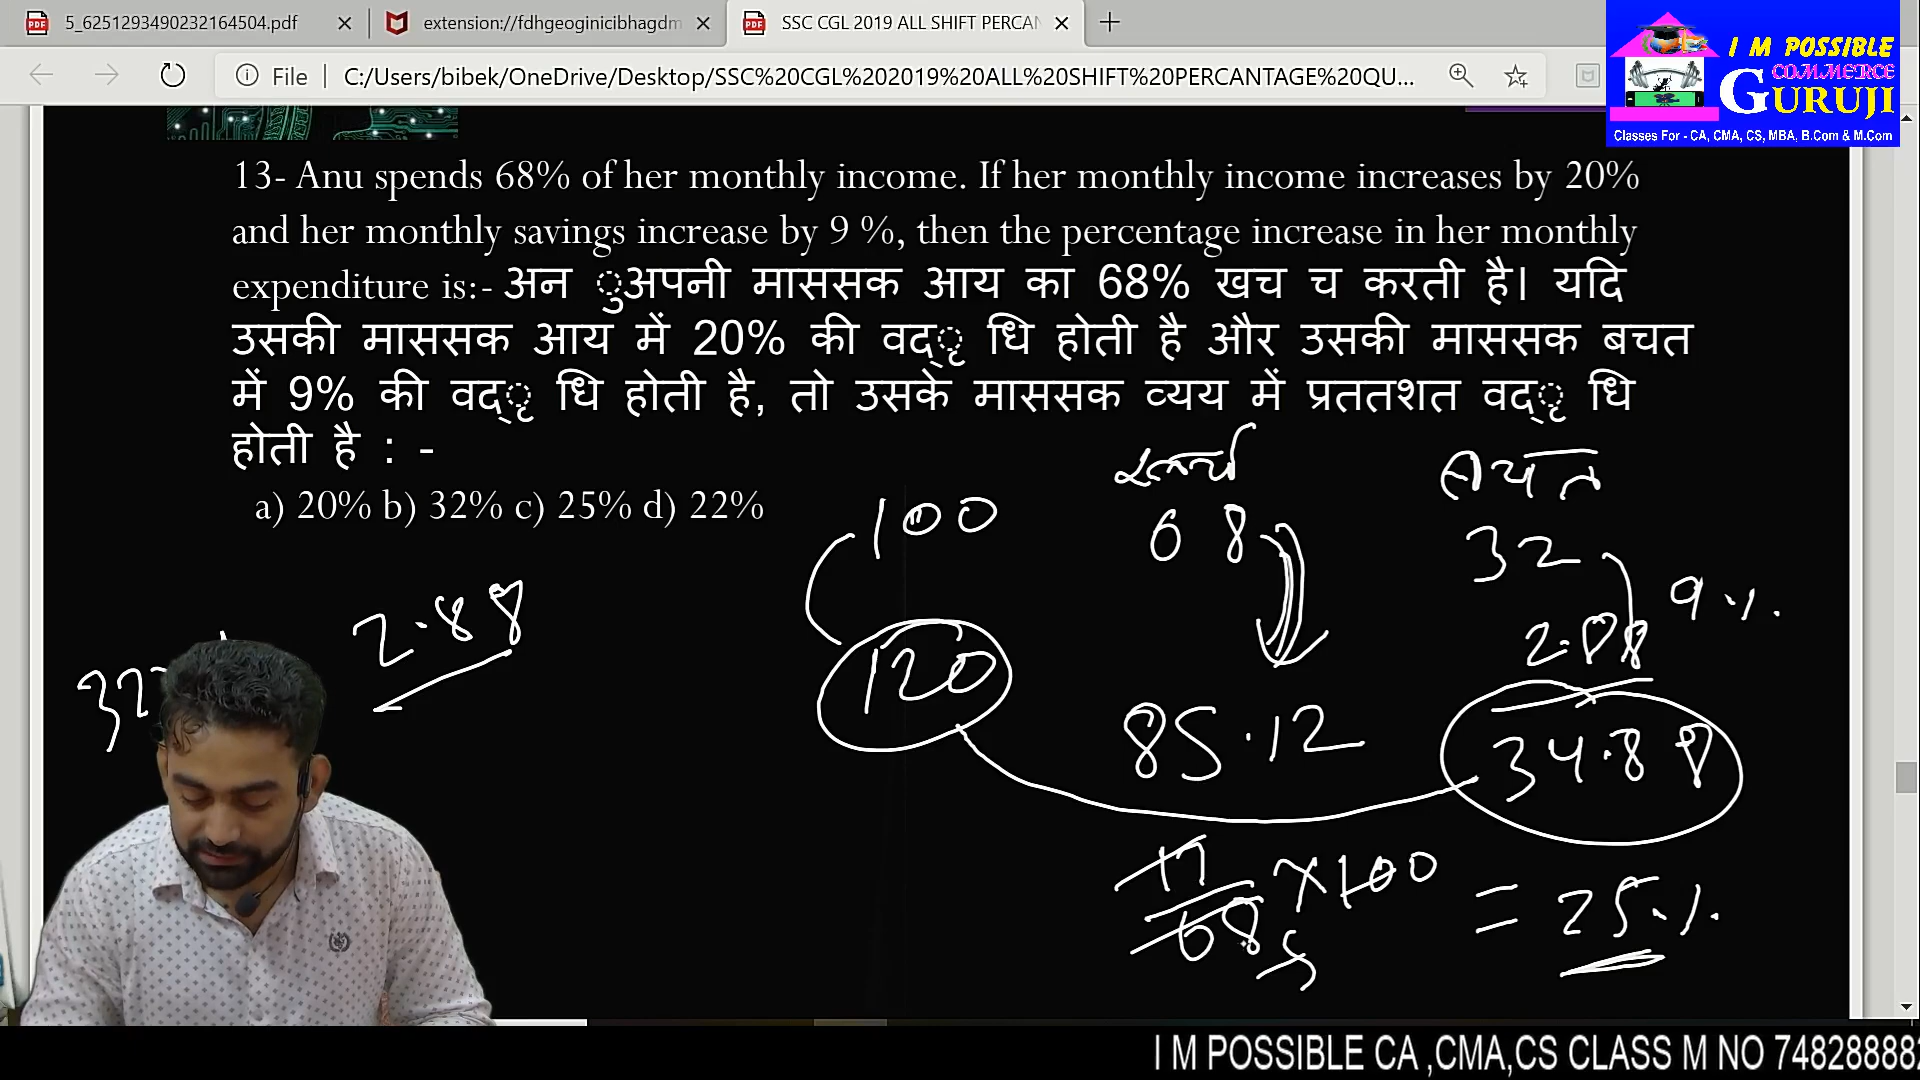 5_6251293490232164504.pdf
extension://fdhgeoginicibhagdm
SSC CGL 2019 ALL SHIFT PERCAN
File
C:/Users/bibek/OneDrive/Desktop/SSC%20CGL%202019%20ALL%20SHIFT%20PERCANTAGE%20QU...
I M POSSIBLE
COMMERCE
GURUJI
Classes For - CA, CMA, CS, MBA, B.Com & M.Com
13- Anu spends 68% of her monthly income. If her monthly income increases by 20%
and her monthly savings increase by 9 %, then the percentage increase in her monthly
expenditure is:- अन ुअपनी माससक आय का 68% खच च करती है। यदि
उसकी माससक आय में 20% की वद्ृ धि होती है और उसकी माससक बचत
में 9% की वद्ृ धि होती है, तो उसके माससक व्यय में प्रततशत वद्ृ धि
होती है : -
a) 20% b) 32% c) 25% d) 22%
100 68 32
9%
2.88 2.88
32
120 85.12 34.88
17
68 ×100 = 25%
I M POSSIBLE CA ,CMA,CS CLASS M NO 748288882